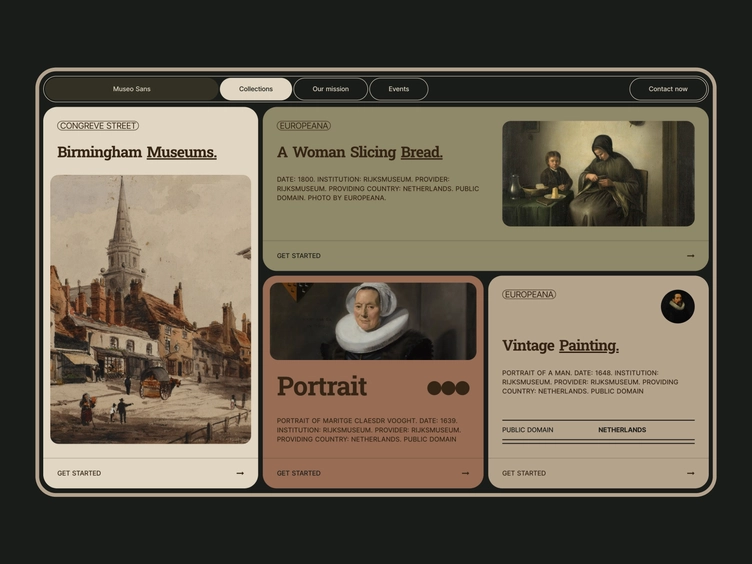 Museo Sans
Collections
Our mission
Events
Contact now
CONGREVE STREET
Birmingham Museums.
GET STARTED
EUROPEANA
A Woman Slicing Bread.
DATE: 1800. INSTITUTION: RIJKSMUSEUM. PROVIDER:
RIJKSMUSEUM. PROVIDING COUNTRY: NETHERLANDS. PUBLIC
DOMAIN. PHOTO BY EUROPEANA.
GET STARTED
Portrait
PORTRAIT OF MARITGE CLAESDR VOOGHT. DATE: 1639.
INSTITUTION: RIJKSMUSEUM. PROVIDER: RIJKSMUSEUM.
PROVIDING COUNTRY: NETHERLANDS. PUBLIC DOMAIN
GET STARTED
EUROPEANA
Vintage Painting.
PORTRAIT OF A MAN. DATE: 1648. INSTITUTION:
RIJKSMUSEUM. PROVIDER: RIJKSMUSEUM. PROVIDING
COUNTRY: NETHERLANDS. PUBLIC DOMAIN
PUBLIC DOMAIN NETHERLANDS
GET STARTED